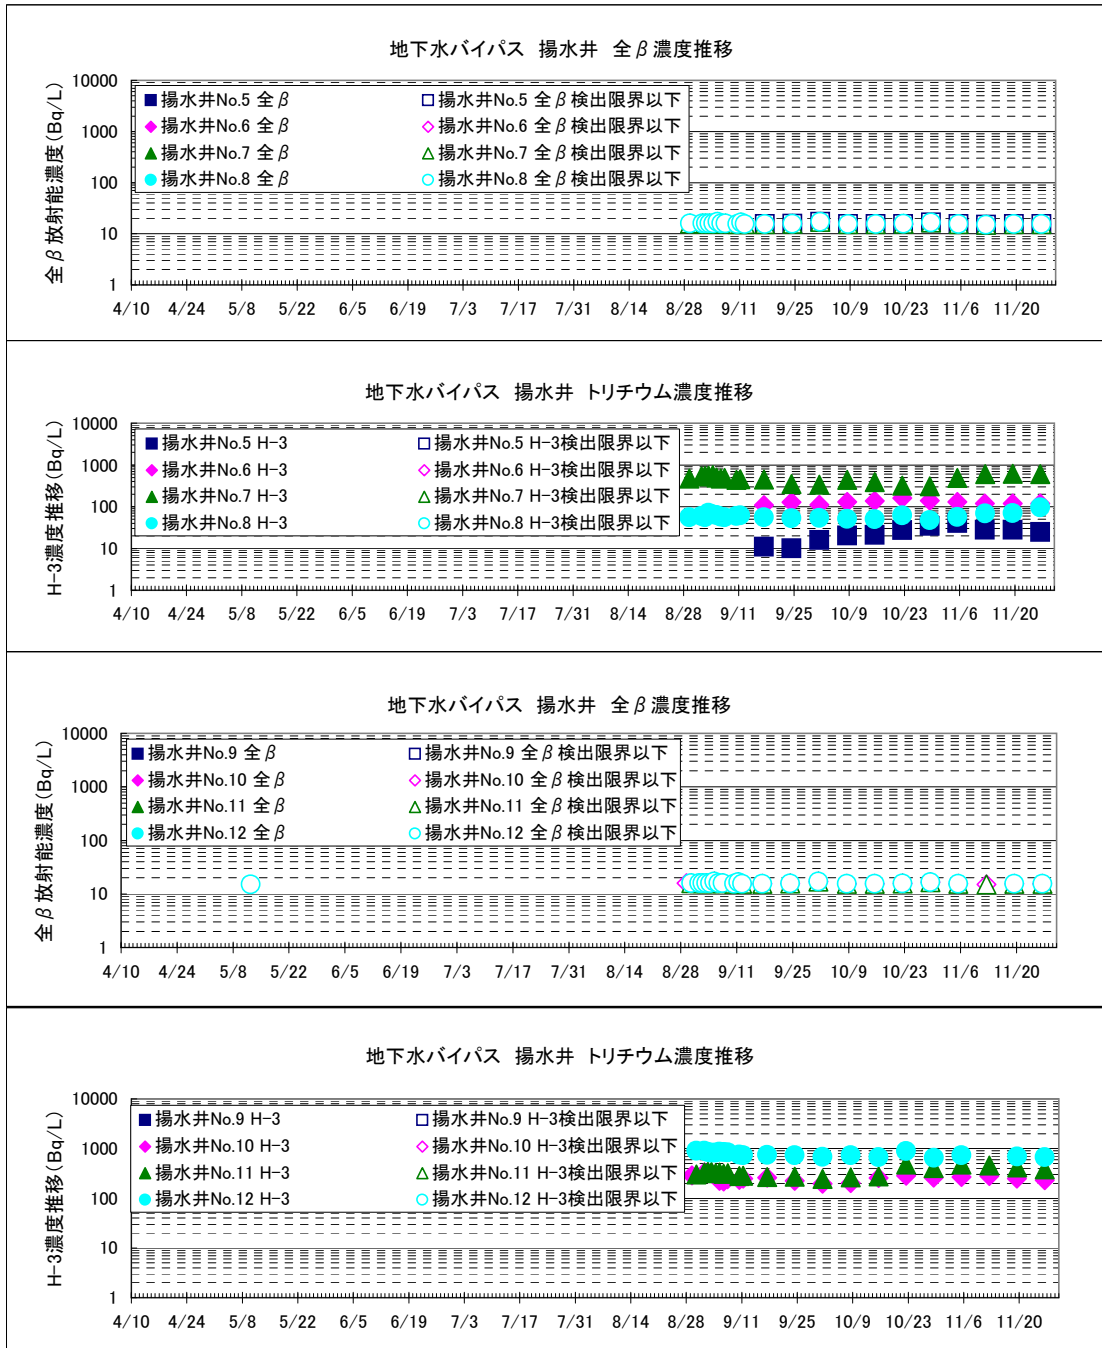 地下水バイパス 揚水井 全β濃度推移
全β放射能濃度(Bq/L)
10000
1000
100
10
1
揚水井No.5 全β 揚水井No.5 全β検出限界以下
揚水井No.6 全β 揚水井No.6 全β検出限界以下
揚水井No.7 全β 揚水井No.7 全β検出限界以下
揚水井No.8 全β 揚水井No.8 全β検出限界以下
4/10 4/24 5/8 5/22 6/5 6/19 7/3 7/17 7/31 8/14 8/28 9/11 9/25 10/9 10/23 11/6 11/20
地下水バイパス 揚水井 トリチウム濃度推移
H-3濃度推移(Bq/L)
10000
1000
100
10
1
揚水井No.5 H-3 揚水井No.5 H-3検出限界以下
揚水井No.6 H-3 揚水井No.6 H-3検出限界以下
揚水井No.7 H-3 揚水井No.7 H-3検出限界以下
揚水井No.8 H-3 揚水井No.8 H-3検出限界以下
4/10 4/24 5/8 5/22 6/5 6/19 7/3 7/17 7/31 8/14 8/28 9/11 9/25 10/9 10/23 11/6 11/20
地下水バイパス 揚水井 全β濃度推移
全β放射能濃度(Bq/L)
10000
1000
100
10
1
揚水井No.9 全β 揚水井No.9 全β検出限界以下
揚水井No.10 全β 揚水井No.10 全β検出限界以下
揚水井No.11 全β 揚水井No.11 全β検出限界以下
揚水井No.12 全β 揚水井No.12 全β検出限界以下
4/10 4/24 5/8 5/22 6/5 6/19 7/3 7/17 7/31 8/14 8/28 9/11 9/25 10/9 10/23 11/6 11/20
地下水バイパス 揚水井 トリチウム濃度推移
H-3濃度推移(Bq/L)
10000
1000
100
10
1
揚水井No.9 H-3 揚水井No.9 H-3検出限界以下
揚水井No.10 H-3 揚水井No.10 H-3検出限界以下
揚水井No.11 H-3 揚水井No.11 H-3検出限界以下
揚水井No.12 H-3 揚水井No.12 H-3検出限界以下
4/10 4/24 5/8 5/22 6/5 6/19 7/3 7/17 7/31 8/14 8/28 9/11 9/25 10/9 10/23 11/6 11/20